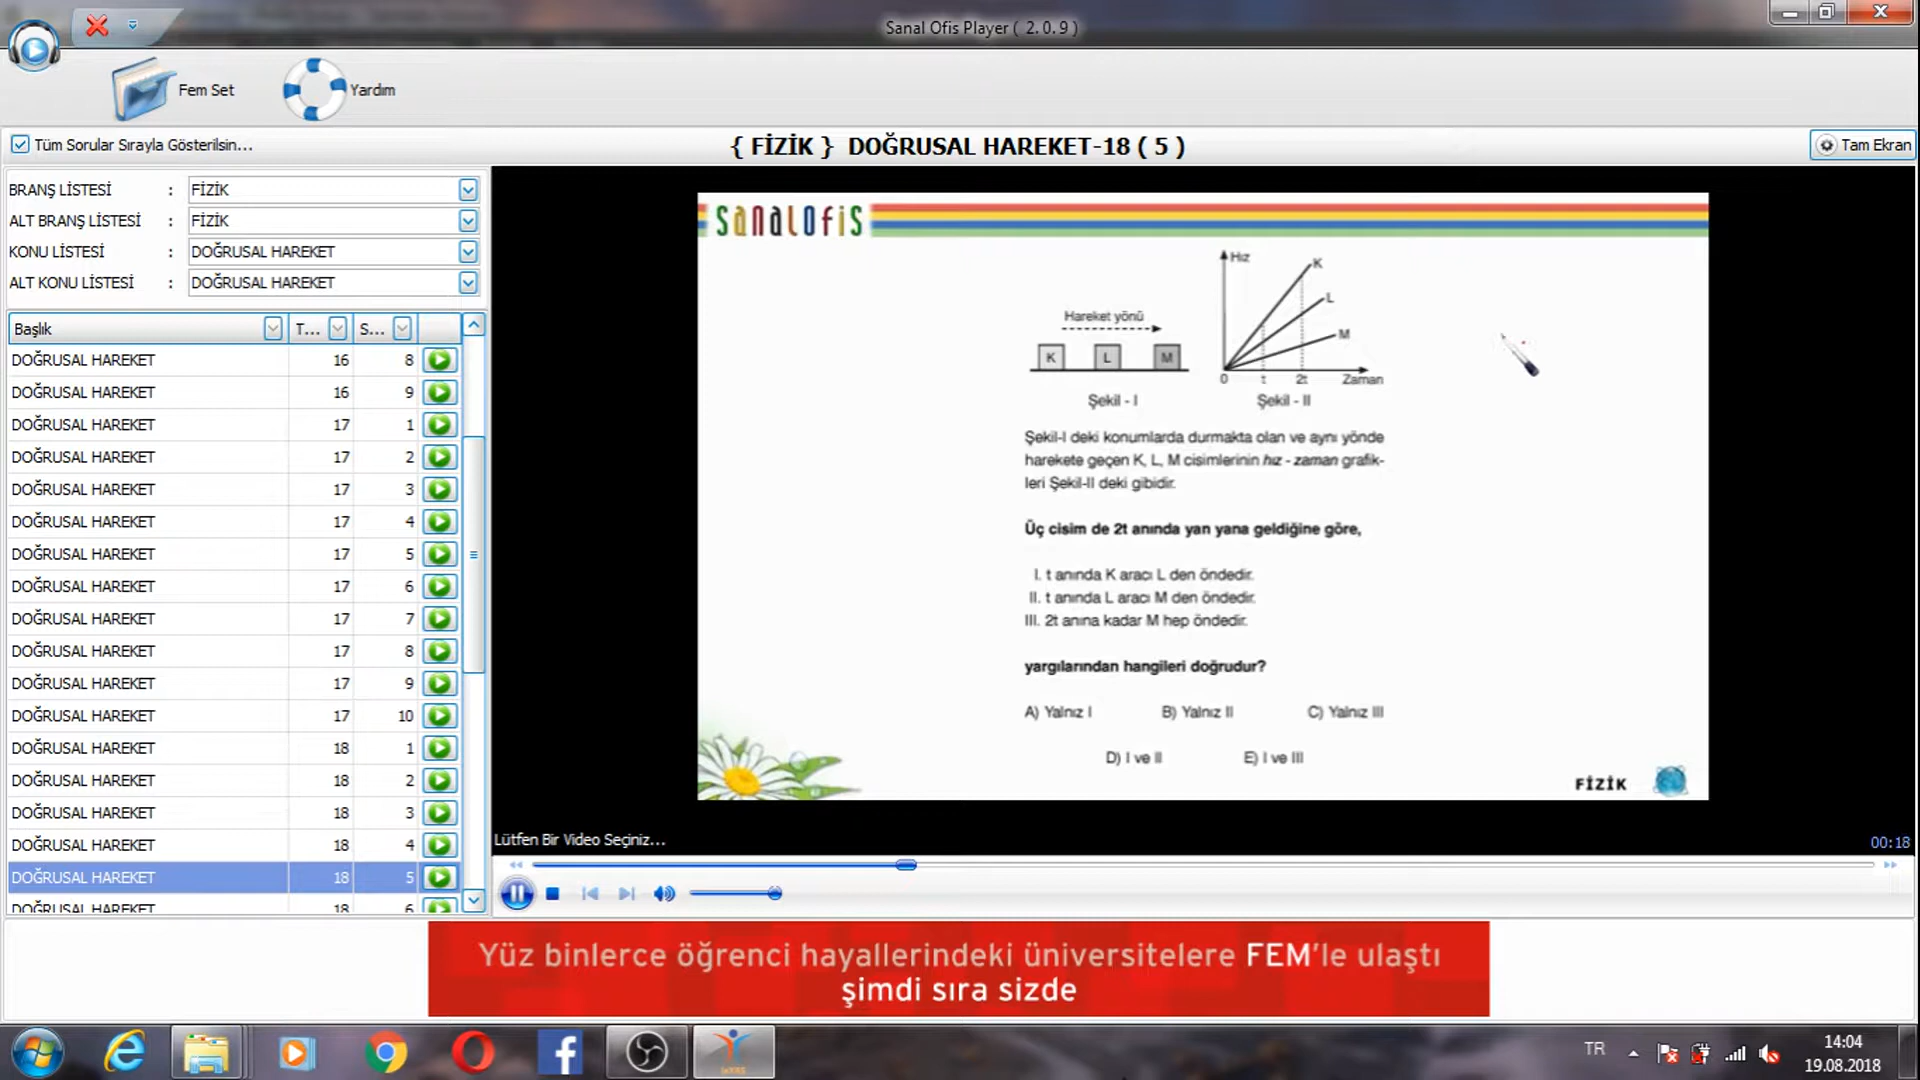 Sanal Ofis Player ( 2.0.9 )
Fem Set
Yardım
Tüm Sorular Sırayla Gösterilsin...
{ FİZİK } DOĞRUSAL HAREKET-18 ( 5 )
Tam Ekran
BRANŞ LİSTESİ : FİZİK
ALT BRANŞ LİSTESİ : FİZİK
KONU LİSTESİ : DOĞRUSAL HAREKET
ALT KONU LİSTESİ : DOĞRUSAL HAREKET
Başlık T... S...
DOĞRUSAL HAREKET 16 8
DOĞRUSAL HAREKET 16 9
DOĞRUSAL HAREKET 17 1
DOĞRUSAL HAREKET 17 2
DOĞRUSAL HAREKET 17 3
DOĞRUSAL HAREKET 17 4
DOĞRUSAL HAREKET 17 5
DOĞRUSAL HAREKET 17 6
DOĞRUSAL HAREKET 17 7
DOĞRUSAL HAREKET 17 8
DOĞRUSAL HAREKET 17 9
DOĞRUSAL HAREKET 17 10
DOĞRUSAL HAREKET 18 1
DOĞRUSAL HAREKET 18 2
DOĞRUSAL HAREKET 18 3
DOĞRUSAL HAREKET 18 4
DOĞRUSAL HAREKET 18 5
DOĞRUSAL HAREKET 18 6
SANALOFİS
Hareket yönü
K L M
Şekil - I
Hız
K
L
M
0 t 2t Zaman
Şekil - II
Şekil-I deki konumlarda durmakta olan ve aynı yönde
harekete geçen K, L, M cisimlerinin hız - zaman grafik-
leri Şekil-II deki gibidir.
Üç cisim de 2t anında yan yana geldiğine göre,
I. t anında K aracı L den öndedir.
II. t anında L aracı M den öndedir.
III. 2t anına kadar M hep öndedir.
yargılarından hangileri doğrudur?
A) Yalnız I B) Yalnız II C) Yalnız III
D) I ve II E) I ve III
FİZİK
Lütfen Bir Video Seçiniz...
00:18
Yüz binlerce öğrenci hayallerindeki üniversitelere FEM'le ulaştı
şimdi sıra sizde
TR
14:04
19.08.2018